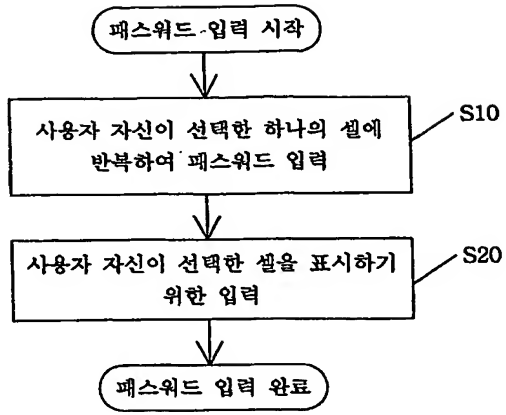 패스워드 입력 시작
사용자 자신이 선택한 하나의 셀에
반복하여 패스워드 입력
S10
사용자 자신이 선택한 셀을 표시하기
위한 입력
S20
패스워드 입력 완료